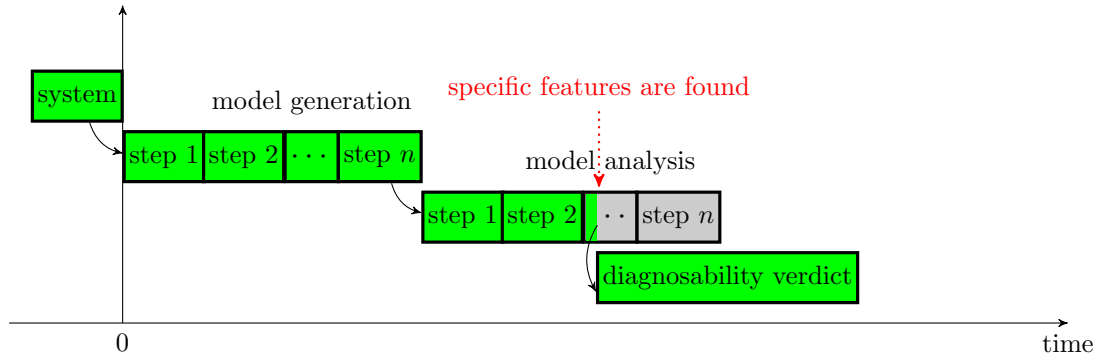 specific features are found
system
model generation
step 1 step 2 ··· step n
model analysis
step 1 step 2 ·· step n
diagnosability verdict
0
time